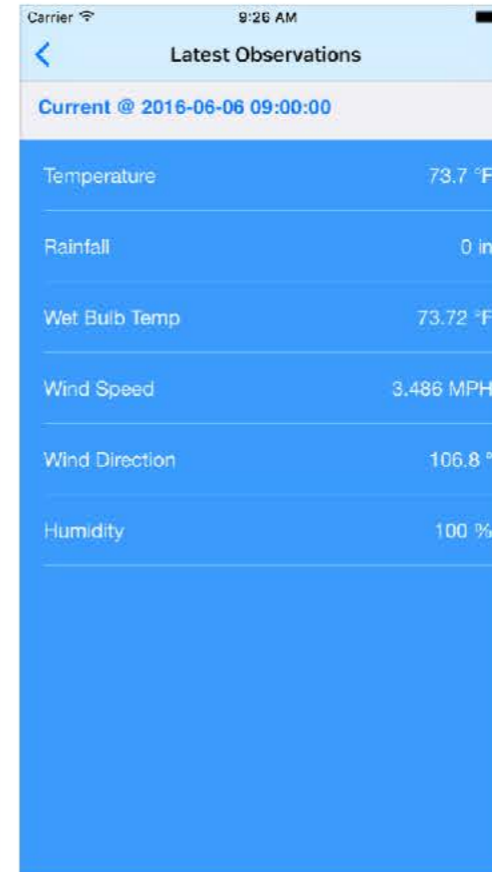 Carrier 9:26 AM
Latest Observations
Current @ 2016-06-06 09:00:00
Temperature 73.7 °F
Rainfall 0 in
Wet Bulb Temp 73.72 °F
Wind Speed 3.486 MPH
Wind Direction 106.8 °
Humidity 100 %